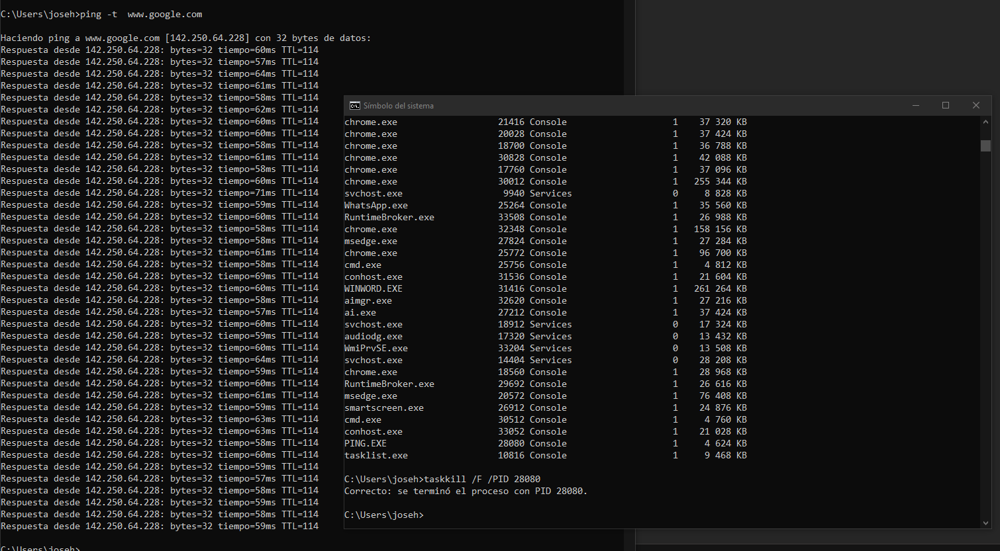 C:\Users\joseh>ping -t  www.google.com
Haciendo ping a www.google.com [142.250.64.228] con 32 bytes de datos:
Respuesta desde 142.250.64.228: bytes=32 tiempo=60ms TTL=114
Respuesta desde 142.250.64.228: bytes=32 tiempo=57ms TTL=114
Respuesta desde 142.250.64.228: bytes=32 tiempo=64ms TTL=114
Respuesta desde 142.250.64.228: bytes=32 tiempo=61ms TTL=114
Respuesta desde 142.250.64.228: bytes=32 tiempo=58ms TTL=114
Respuesta desde 142.250.64.228: bytes=32 tiempo=62ms TTL=114
Respuesta desde 142.250.64.228: bytes=32 tiempo=60ms TTL=114
Respuesta desde 142.250.64.228: bytes=32 tiempo=60ms TTL=114
Respuesta desde 142.250.64.228: bytes=32 tiempo=58ms TTL=114
Respuesta desde 142.250.64.228: bytes=32 tiempo=61ms TTL=114
Respuesta desde 142.250.64.228: bytes=32 tiempo=58ms TTL=114
Respuesta desde 142.250.64.228: bytes=32 tiempo=60ms TTL=114
Respuesta desde 142.250.64.228: bytes=32 tiempo=71ms TTL=114
Respuesta desde 142.250.64.228: bytes=32 tiempo=59ms TTL=114
Respuesta desde 142.250.64.228: bytes=32 tiempo=60ms TTL=114
Respuesta desde 142.250.64.228: bytes=32 tiempo=58ms TTL=114
Respuesta desde 142.250.64.228: bytes=32 tiempo=58ms TTL=114
Respuesta desde 142.250.64.228: bytes=32 tiempo=61ms TTL=114
Respuesta desde 142.250.64.228: bytes=32 tiempo=58ms TTL=114
Respuesta desde 142.250.64.228: bytes=32 tiempo=69ms TTL=114
Respuesta desde 142.250.64.228: bytes=32 tiempo=60ms TTL=114
Respuesta desde 142.250.64.228: bytes=32 tiempo=58ms TTL=114
Respuesta desde 142.250.64.228: bytes=32 tiempo=57ms TTL=114
Respuesta desde 142.250.64.228: bytes=32 tiempo=60ms TTL=114
Respuesta desde 142.250.64.228: bytes=32 tiempo=59ms TTL=114
Respuesta desde 142.250.64.228: bytes=32 tiempo=60ms TTL=114
Respuesta desde 142.250.64.228: bytes=32 tiempo=64ms TTL=114
Respuesta desde 142.250.64.228: bytes=32 tiempo=59ms TTL=114
Respuesta desde 142.250.64.228: bytes=32 tiempo=60ms TTL=114
Respuesta desde 142.250.64.228: bytes=32 tiempo=61ms TTL=114
Respuesta desde 142.250.64.228: bytes=32 tiempo=59ms TTL=114
Respuesta desde 142.250.64.228: bytes=32 tiempo=63ms TTL=114
Respuesta desde 142.250.64.228: bytes=32 tiempo=63ms TTL=114
Respuesta desde 142.250.64.228: bytes=32 tiempo=58ms TTL=114
Respuesta desde 142.250.64.228: bytes=32 tiempo=60ms TTL=114
Respuesta desde 142.250.64.228: bytes=32 tiempo=59ms TTL=114
Respuesta desde 142.250.64.228: bytes=32 tiempo=57ms TTL=114
Respuesta desde 142.250.64.228: bytes=32 tiempo=58ms TTL=114
Respuesta desde 142.250.64.228: bytes=32 tiempo=59ms TTL=114
Respuesta desde 142.250.64.228: bytes=32 tiempo=58ms TTL=114
Respuesta desde 142.250.64.228: bytes=32 tiempo=59ms TTL=114
C:\Users\joseh>
Símbolo del sistema
chrome.exe 21416 Console 1 37 320 KB
chrome.exe 20028 Console 1 37 424 KB
chrome.exe 18700 Console 1 36 788 KB
chrome.exe 30828 Console 1 42 088 KB
chrome.exe 17760 Console 1 37 096 KB
chrome.exe 30012 Console 1 255 344 KB
svchost.exe 9940 Services 0 8 828 KB
WhatsApp.exe 25264 Console 1 35 560 KB
RuntimeBroker.exe 33508 Console 1 26 988 KB
chrome.exe 32348 Console 1 158 156 KB
msedge.exe 27824 Console 1 27 284 KB
chrome.exe 25772 Console 1 96 700 KB
cmd.exe 25756 Console 1 4 812 KB
conhost.exe 31536 Console 1 21 604 KB
WINWORD.EXE 31416 Console 1 261 264 KB
aimgr.exe 32620 Console 1 27 216 KB
ai.exe 27212 Console 1 37 424 KB
svchost.exe 18912 Services 0 17 324 KB
audiodg.exe 17320 Services 0 13 432 KB
WmiPrvSE.exe 33204 Services 0 13 508 KB
svchost.exe 14404 Services 0 28 208 KB
chrome.exe 18560 Console 1 28 968 KB
RuntimeBroker.exe 29692 Console 1 26 616 KB
msedge.exe 20572 Console 1 76 408 KB
smartscreen.exe 26912 Console 1 24 876 KB
cmd.exe 30512 Console 1 4 760 KB
conhost.exe 33052 Console 1 21 028 KB
PING.EXE 28080 Console 1 4 624 KB
tasklist.exe 10816 Console 1 9 468 KB
C:\Users\joseh>taskkill /F /PID 28080
Correcto: se terminó el proceso con PID 28080.
C:\Users\joseh>